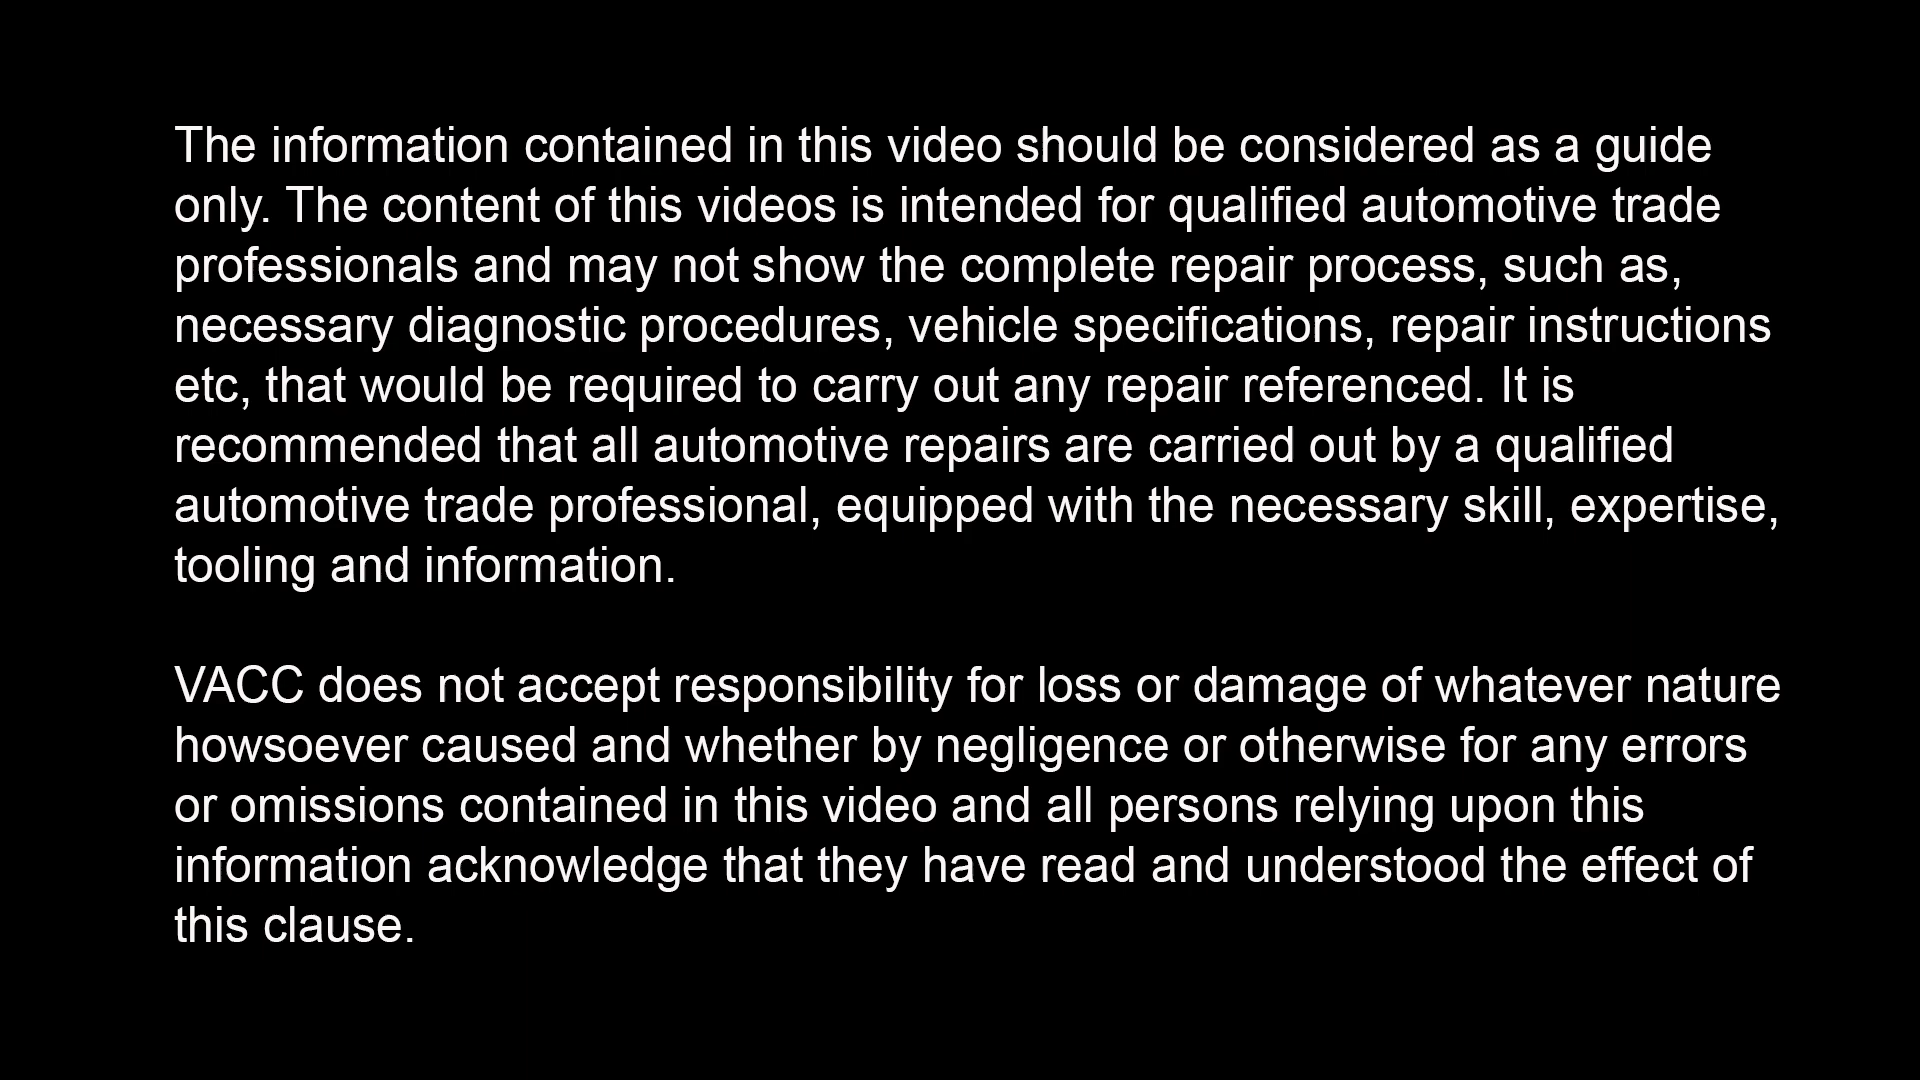 The information contained in this video should be considered as a guide
only. The content of this videos is intended for qualified automotive trade
professionals and may not show the complete repair process, such as,
necessary diagnostic procedures, vehicle specifications, repair instructions
etc, that would be required to carry out any repair referenced. It is
recommended that all automotive repairs are carried out by a qualified
automotive trade professional, equipped with the necessary skill, expertise,
tooling and information.
VACC does not accept responsibility for loss or damage of whatever nature
howsoever caused and whether by negligence or otherwise for any errors
or omissions contained in this video and all persons relying upon this
information acknowledge that they have read and understood the effect of
this clause.